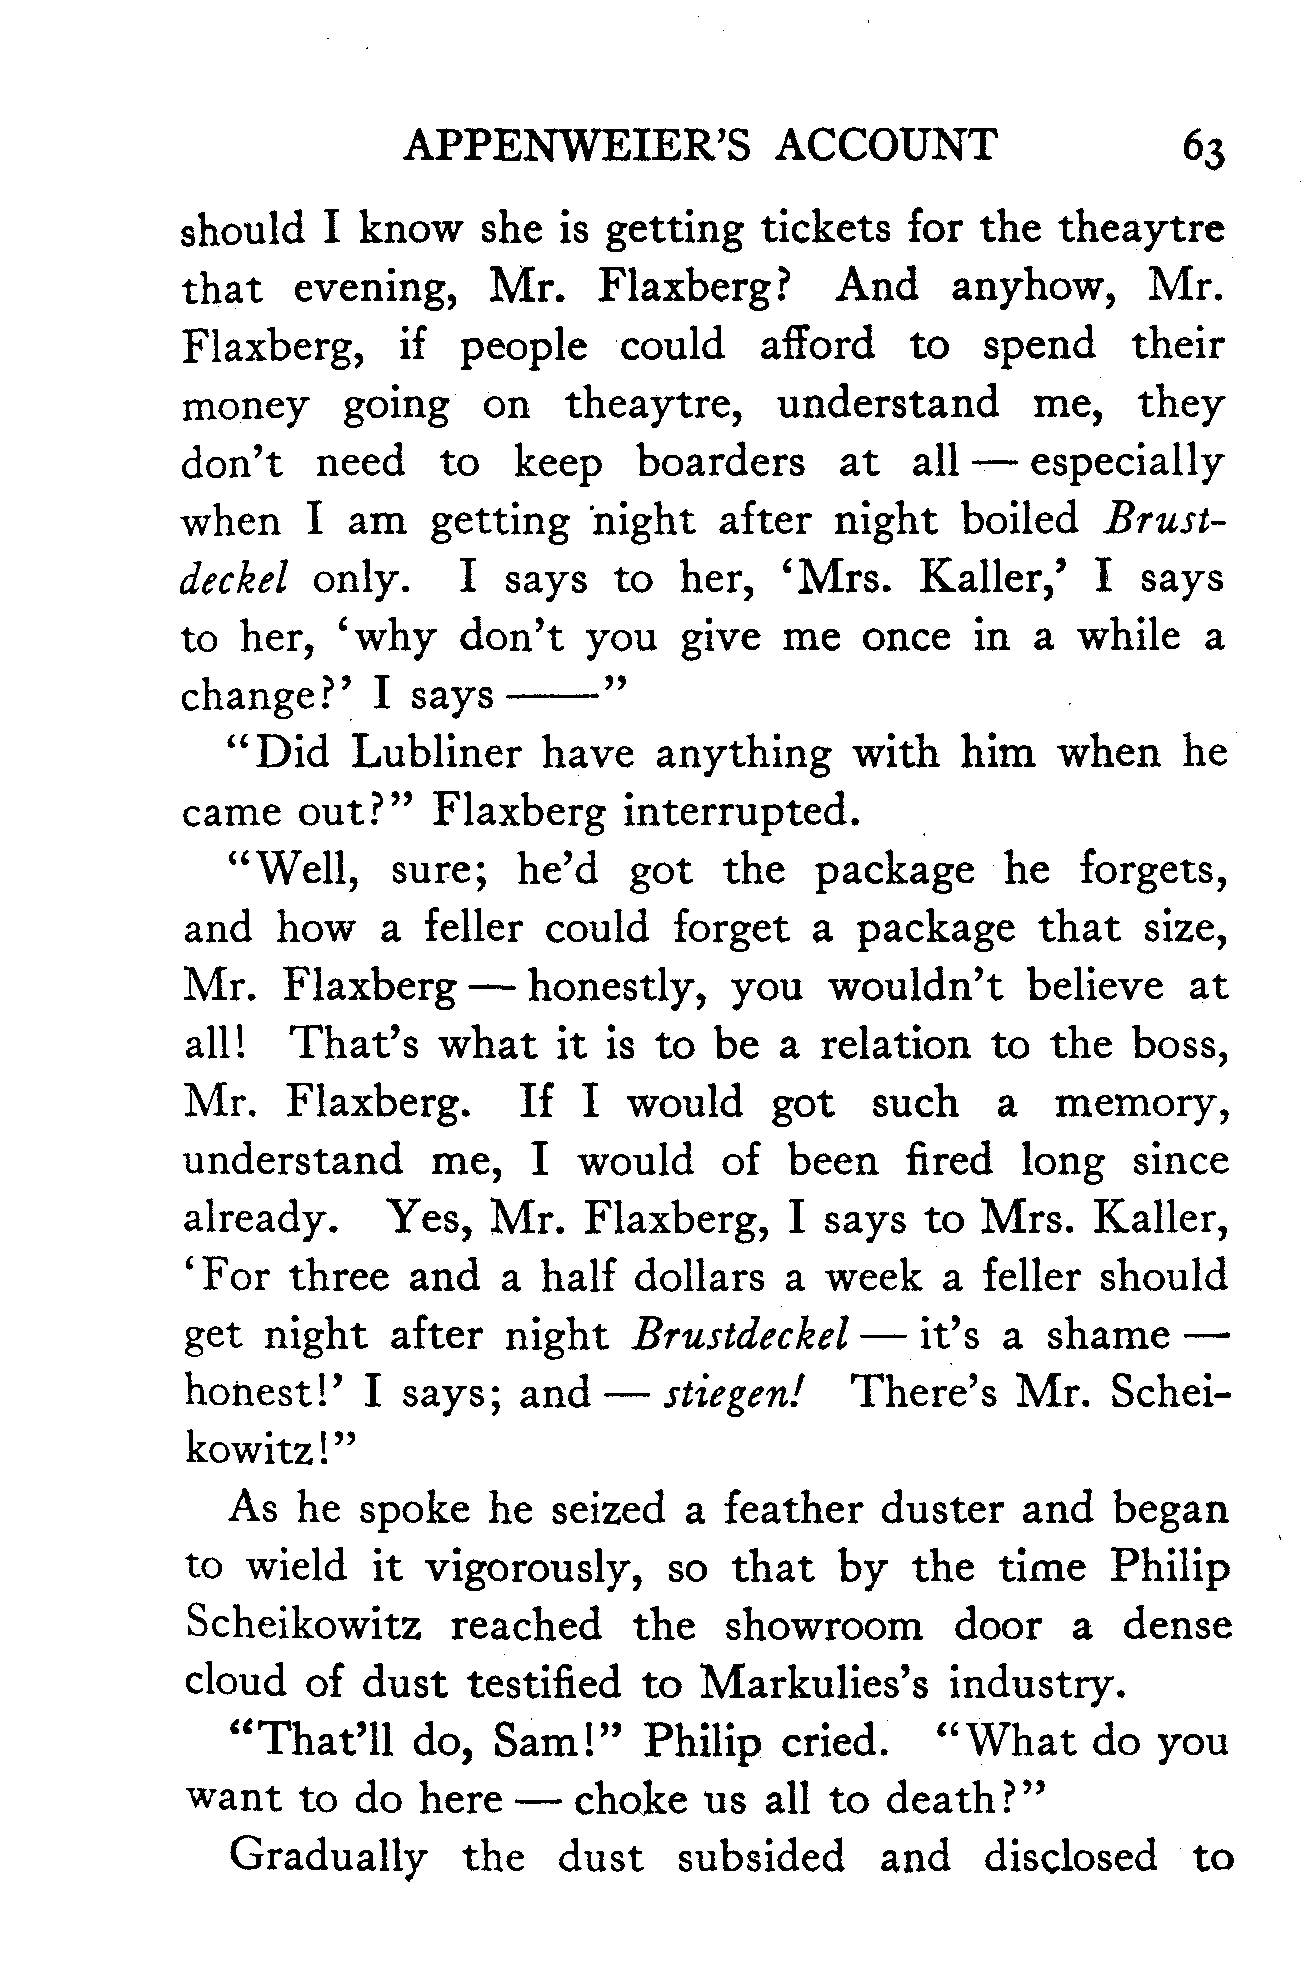 APPENWEIER'S ACCOUNT 63
should I know she is getting tickets for the theaytre
that evening, Mr. Flaxberg? And anyhow, Mr.
Flaxberg, if people could afford to spend their
money going on theaytre, understand me, they
don't need to keep boarders at all — especially
when I am getting night after night boiled Brust-
deckel only. I says to her, ‘Mrs. Kaller,’ I says
to her, ‘why don't you give me once in a while a
change?’ I says ——”
“Did Lubliner have anything with him when he
came out?” Flaxberg interrupted.
“Well, sure; he'd got the package he forgets,
and how a feller could forget a package that size,
Mr. Flaxberg — honestly, you wouldn't believe at
all! That's what it is to be a relation to the boss,
Mr. Flaxberg. If I would got such a memory,
understand me, I would of been fired long since
already. Yes, Mr. Flaxberg, I says to Mrs. Kaller,
‘For three and a half dollars a week a feller should
get night after night Brustdeckel — it's a shame —
honest!’ I says; and — stiegen! There's Mr. Schei-
kowitz!”
As he spoke he seized a feather duster and began
to wield it vigorously, so that by the time Philip
Scheikowitz reached the showroom door a dense
cloud of dust testified to Markulies's industry.
“That'll do, Sam!” Philip cried. “What do you
want to do here — choke us all to death?”
Gradually the dust subsided and disclosed to